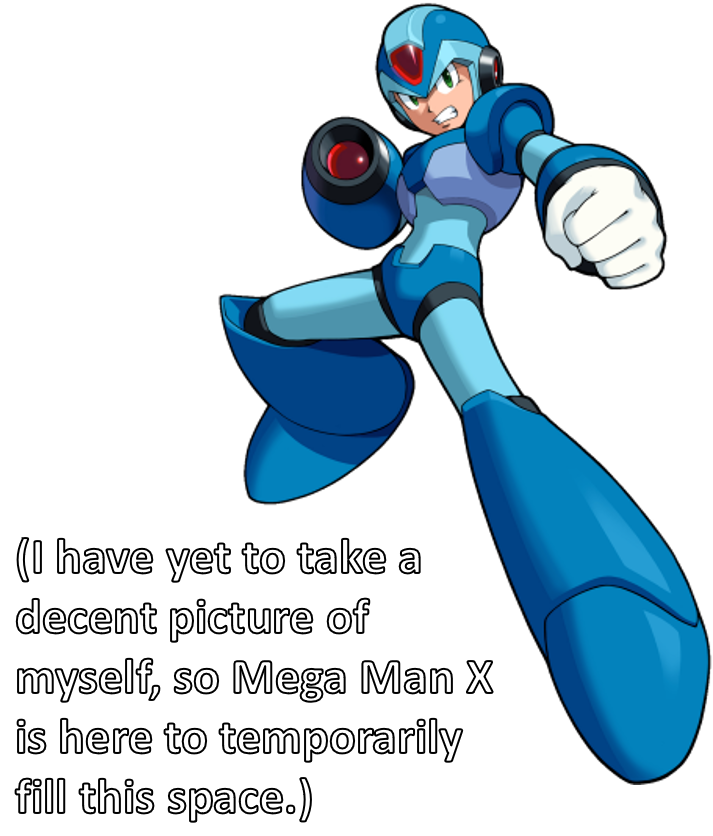 (I have yet to take a
decent picture of
myself, so Mega Man X
is here to temporarily
fill this space.)